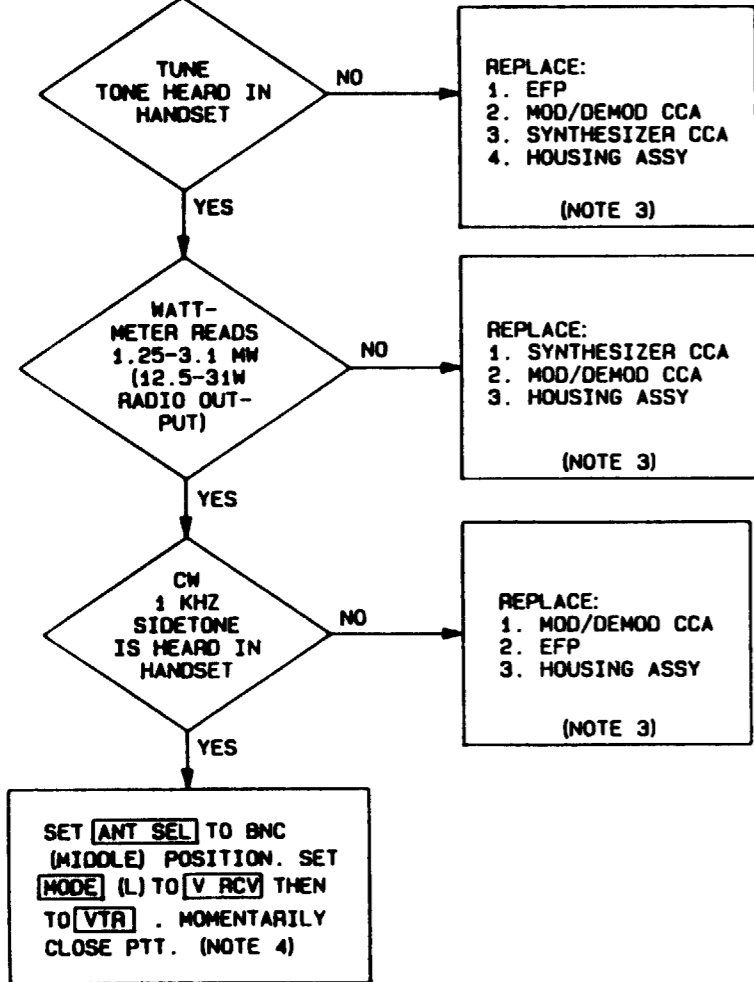 TUNE
TONE HEARD IN
HANDSET
NO
REPLACE:
1. EFP
2. MOD/DEMOD CCA
3. SYNTHESIZER CCA
4. HOUSING ASSY
(NOTE 3)
YES
WATT-
METER READS
1.25-3.1 MW
(12.5-31W
RADIO OUT-
PUT)
NO
REPLACE:
1. SYNTHESIZER CCA
2. MOD/DEMOD CCA
3. HOUSING ASSY
(NOTE 3)
YES
CW
1 KHZ
SIDETONE
IS HEARD IN
HANDSET
NO
REPLACE:
1. MOD/DEMOD CCA
2. EFP
3. HOUSING ASSY
(NOTE 3)
YES
SET ANT SEL TO BNC
(MIDDLE) POSITION. SET
MODE (L) TO V RCV THEN
TO VTR . MOMENTARILY
CLOSE PTT. (NOTE 4)